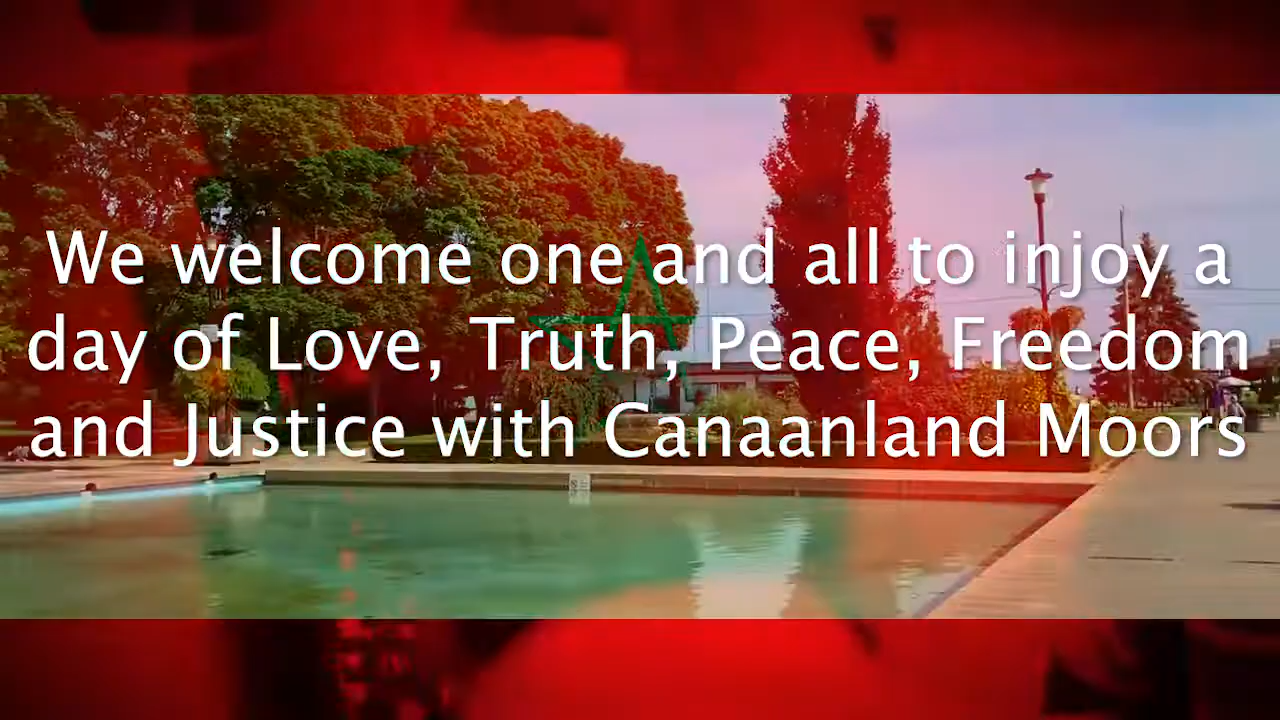 We welcome one and all to injoy a
day of Love, Truth, Peace, Freedom
and Justice with Canaanland Moors